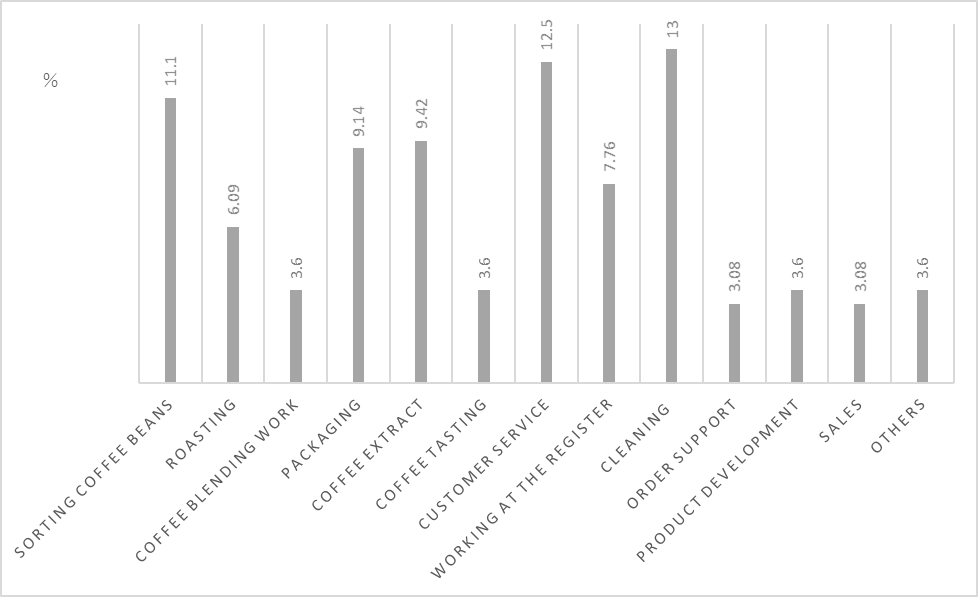 %
11.1
6.09
3.6
9.14
9.42
3.6
12.5
7.76
13
3.08
3.6
3.08
3.6
SORTING COFFEE BEANS
ROASTING
COFFEE BLENDING WORK
PACKAGING
COFFEE EXTRACT
COFFEE TASTING
CUSTOMER SERVICE
WORKING AT THE REGISTER
CLEANING
ORDER SUPPORT
PRODUCT DEVELOPMENT
SALES
OTHERS